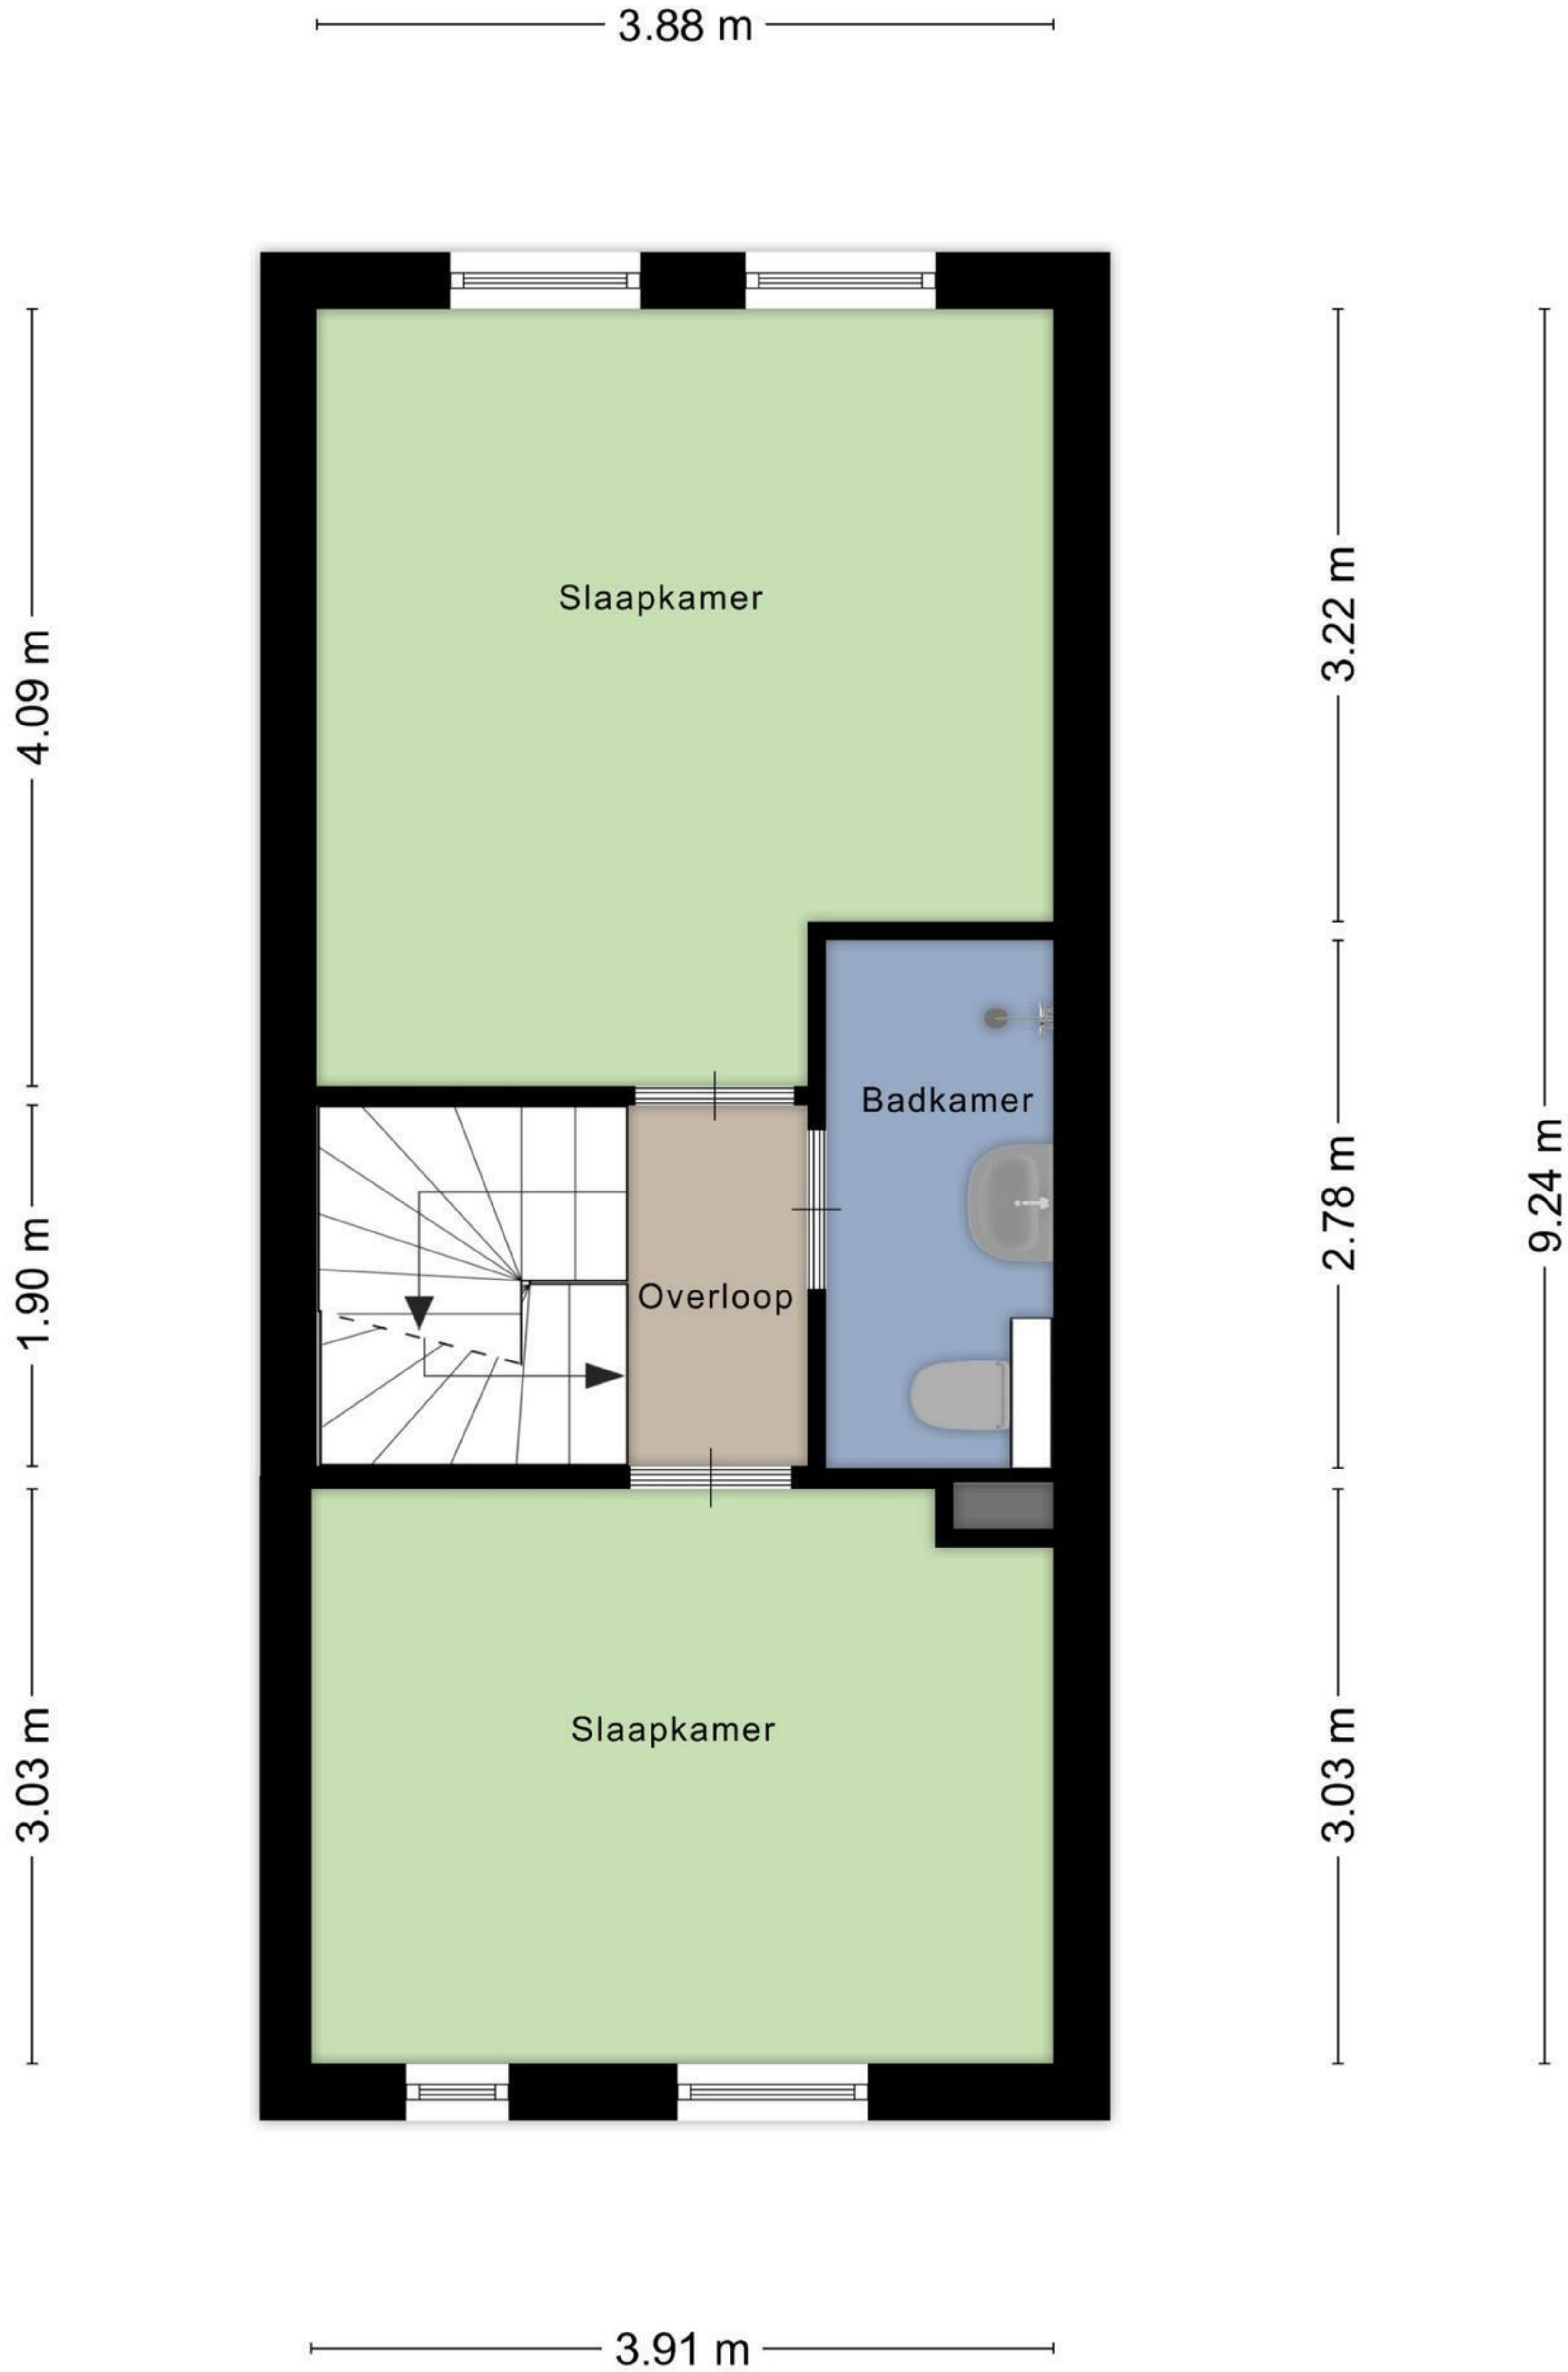 3.88 m
Slaapkamer
4.09 m
3.22 m
Badkamer
Overloop
1.90 m
2.78 m
9.24 m
Slaapkamer
3.03 m
3.03 m
3.91 m